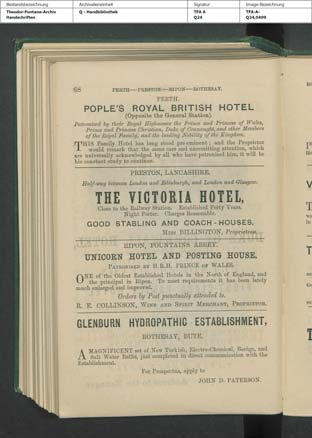 Bestandsbezeichnung Archivalieneinheit Signatur Image-Bezeichnung
Theodor-Fontane-Archiv Q - Handbibliothek TFA A TFA-A-
Handschriften Q24 Q24,0409
68 PERTH—PRESTON—RIPON—ROTHESAY.
PERTH.
POPLE'S ROYAL BRITISH HOTEL
(Opposite the General Station).
Patronised by their Royal Highnesses the Prince and Princess of Wales,
Prince and Princess Christian, Duke of Connaught, and other Members
of the Royal Family, and the leading Nobility of the Kingdom.
THIS Family Hotel has long stood pre-eminent; and the Proprietor
would remark that the same care and unremitting attention, which
are universally acknowledged by all who have patronised him, it will be
his constant study to continue.
PRESTON, LANCASHIRE.
Half-way between London and Edinburgh, and London and Glasgow.
THE VICTORIA HOTEL,
Close to the Railway Station. Established Forty Years.
Night Porter. Charges Reasonable.
GOOD STABLING AND COACH-HOUSES.
MISS BILLINGTON, Proprietress.
RIPON, FOUNTAINS ABBEY.
UNICORN HOTEL AND POSTING HOUSE.
PATRONISED BY H.R.H. PRINCE OF WALES.
ONE of the Oldest Established Hotels in the North of England, and
the principal in Ripon. To meet requirements it has been lately
much enlarged and improved.
Orders by Post punctually attended to.
R. E. COLLINSON, WINE AND SPIRIT MERCHANT, PROPRIETOR.
GLENBURN HYDROPATHIC ESTABLISHMENT,
ROTHESAY, BUTE.
A MAGNIFICENT set of New Turkish, Electro-Chemical, Sitz, and
Salt Water Baths, just completed in direct communication with the
Establishment.
For Prospectus, apply to
JOHN D. PATERSON.